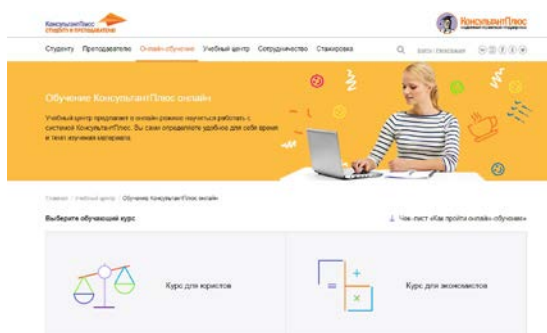 КонсультантПлюс
СТУДЕНТУ И ПРЕПОДАВАТЕЛЮ
КонсультантПлюс
Студенту Преподавателю Онлайн-обучение Учебный центр Сотрудничество Стажировка
Обучение КонсультантПлюс онлайн
Учебный центр предлагает в онлайн-режиме научиться работать с
системой КонсультантПлюс. Вы сами определяете удобное для себя время
и темп изучения материала.
Главная / Учебный центр / Обучение КонсультантПлюс онлайн
Выберите обучающий курс
Чек-лист «Как пройти онлайн-обучение»
Курс для юристов
Курс для экономистов